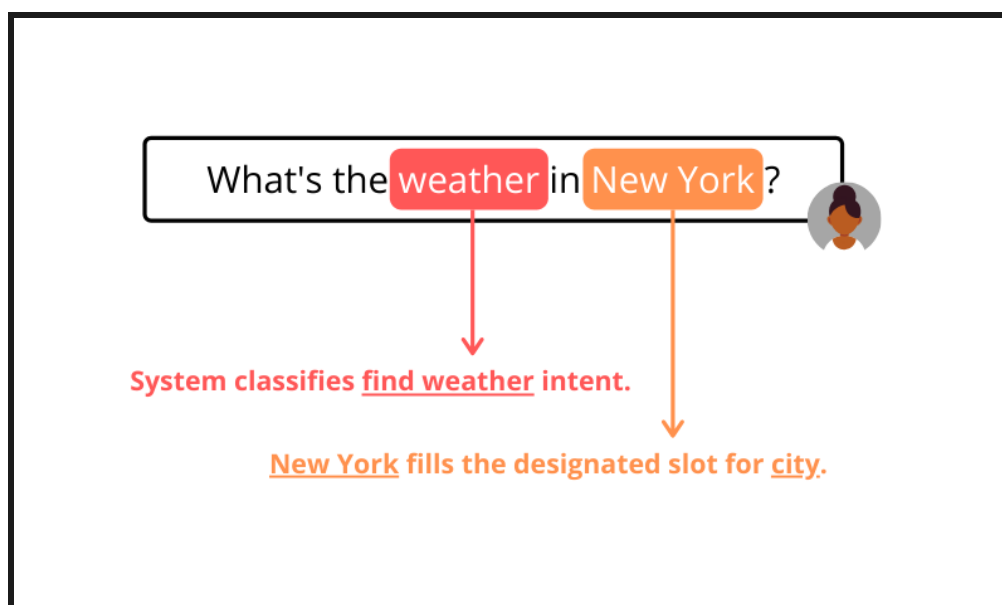 What's the weather in New York ?
System classifies find weather intent.
New York fills the designated slot for city.